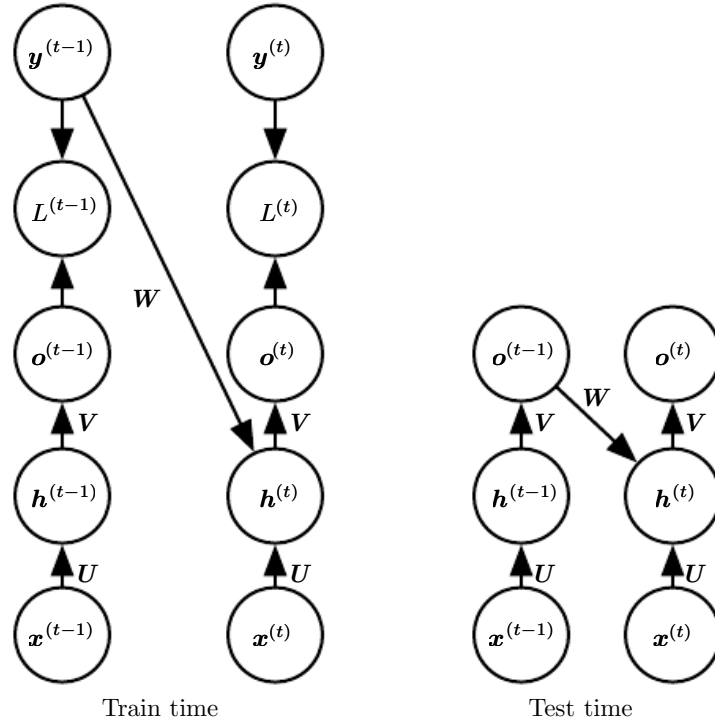 y^(t−1) y^(t)
L^(t−1) L^(t)
W
o^(t−1) o^(t) o^(t−1) o^(t)
W
V V V V
h^(t−1) h^(t) h^(t−1) h^(t)
U U U U
x^(t−1) x^(t) x^(t−1) x^(t)
Train time Test time